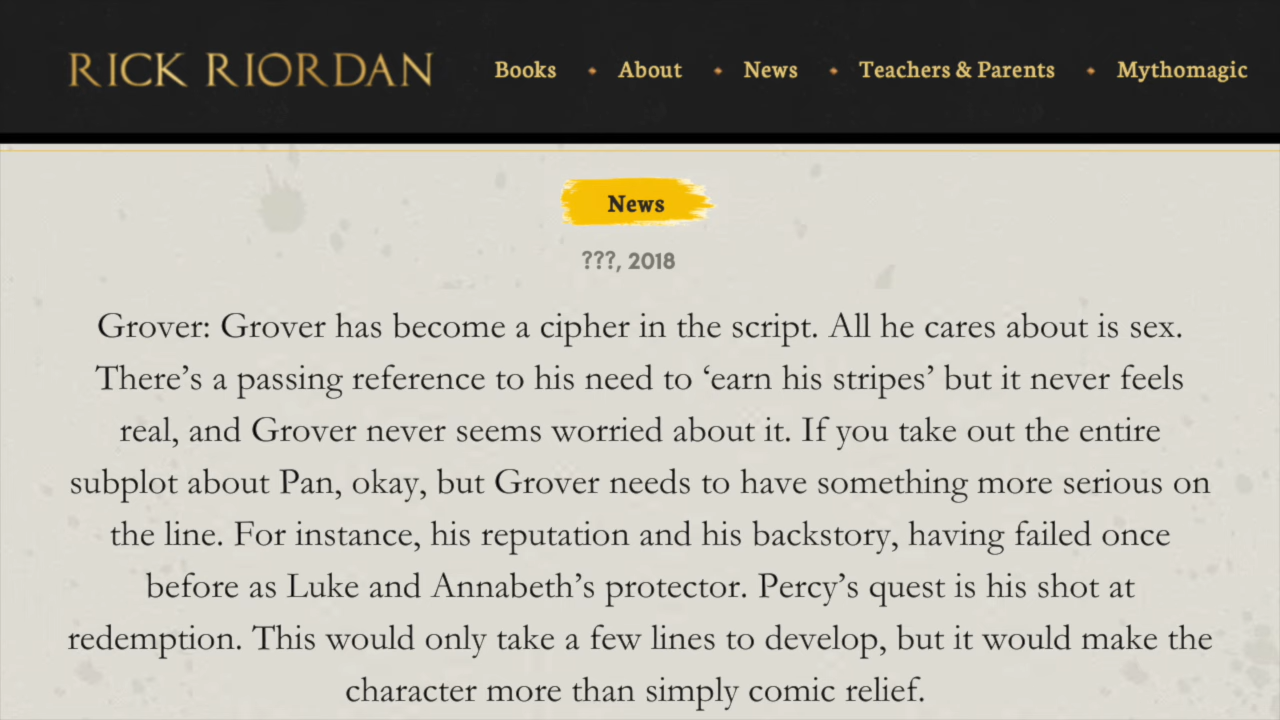 RICK RIORDAN
Books
About
News
Teachers & Parents
Mythomagic
News
???, 2018
Grover: Grover has become a cipher in the script. All he cares about is sex.
There’s a passing reference to his need to ‘earn his stripes’ but it never feels
real, and Grover never seems worried about it. If you take out the entire
subplot about Pan, okay, but Grover needs to have something more serious on
the line. For instance, his reputation and his backstory, having failed once
before as Luke and Annabeth’s protector. Percy’s quest is his shot at
redemption. This would only take a few lines to develop, but it would make the
character more than simply comic relief.